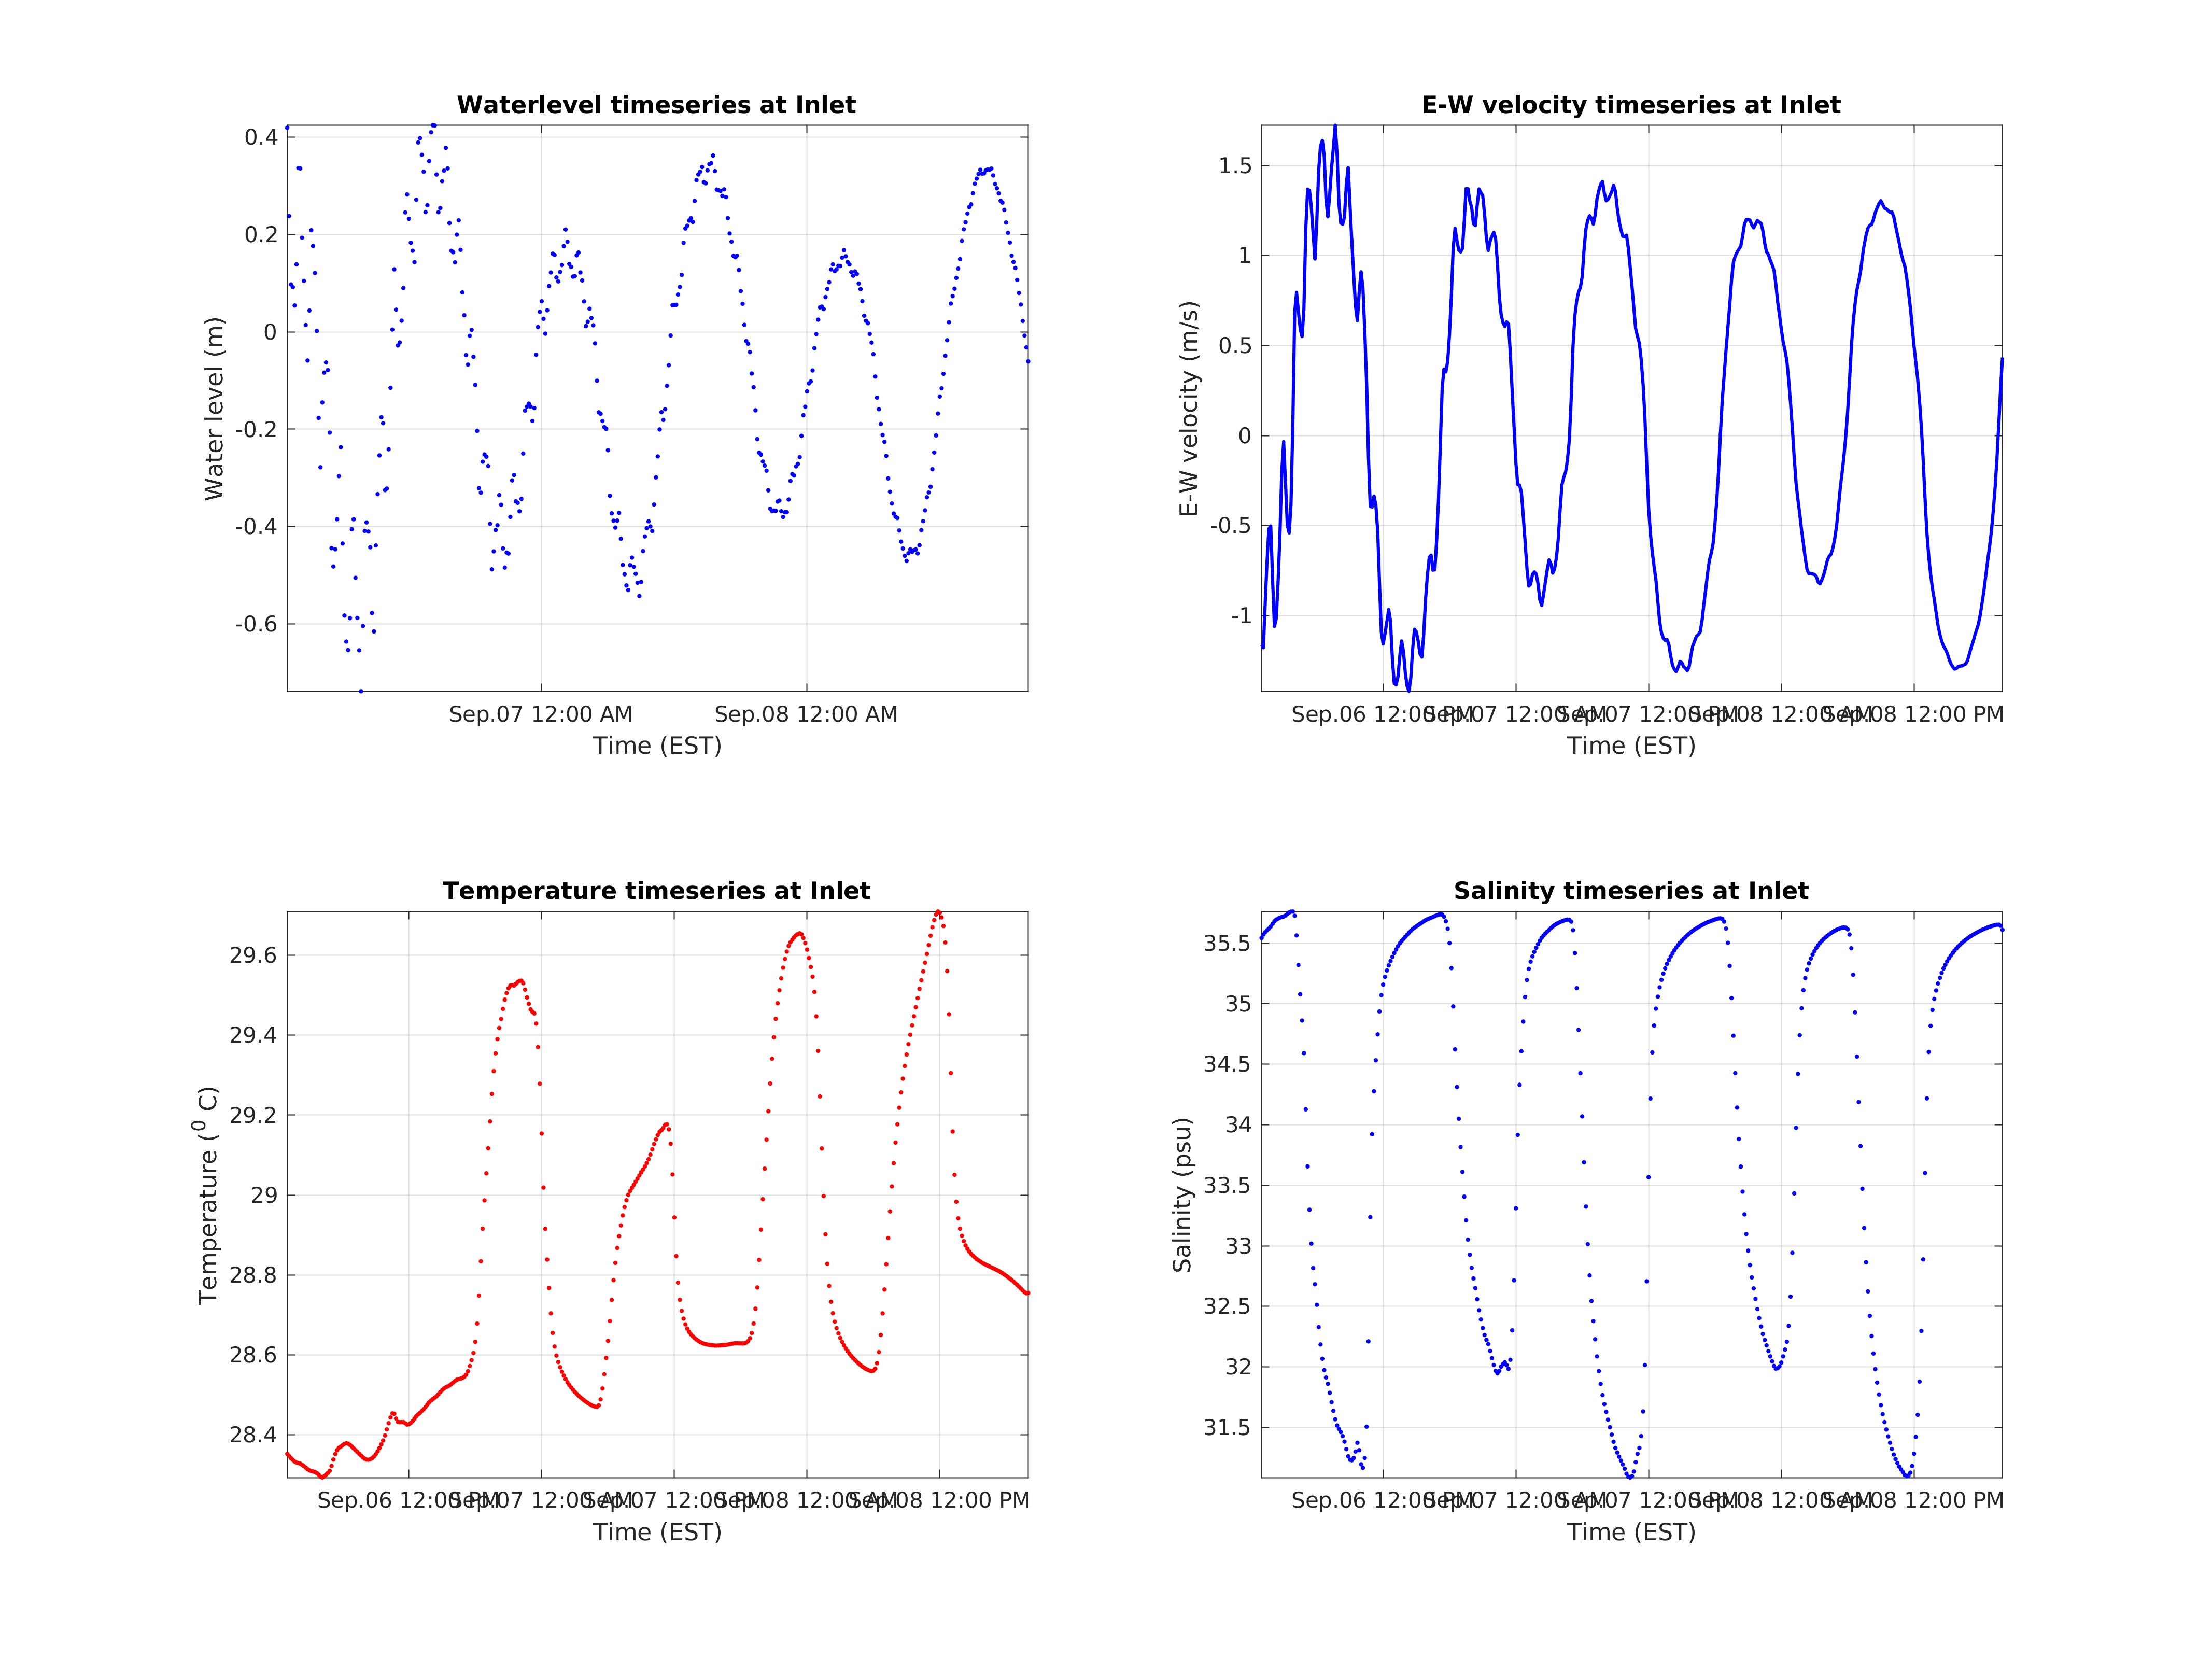 Waterlevel timeseries at Inlet
0.4
0.2
0
-0.2
-0.4
-0.6
Water level (m)
Sep.07 12:00 AM
Sep.08 12:00 AM
Time (EST)
E-W velocity timeseries at Inlet
1.5
1
0.5
0
-0.5
-1
E-W velocity (m/s)
Sep.06 12:00 PM
Sep.07 12:00 AM
Sep.07 12:00 PM
Sep.08 12:00 AM
Sep.08 12:00 PM
Time (EST)
Temperature timeseries at Inlet
29.6
29.4
29.2
29
28.8
28.6
28.4
Temperature (⁰ C)
Sep.06 12:00 PM
Sep.07 12:00 AM
Sep.07 12:00 PM
Sep.08 12:00 AM
Sep.08 12:00 PM
Time (EST)
Salinity timeseries at Inlet
35.5
35
34.5
34
33.5
33
32.5
32
31.5
Salinity (psu)
Sep.06 12:00 PM
Sep.07 12:00 AM
Sep.07 12:00 PM
Sep.08 12:00 AM
Sep.08 12:00 PM
Time (EST)